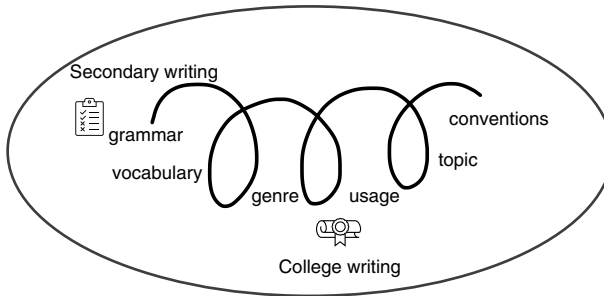 Secondary writing
grammar
conventions
vocabulary
topic
genre
usage
College writing